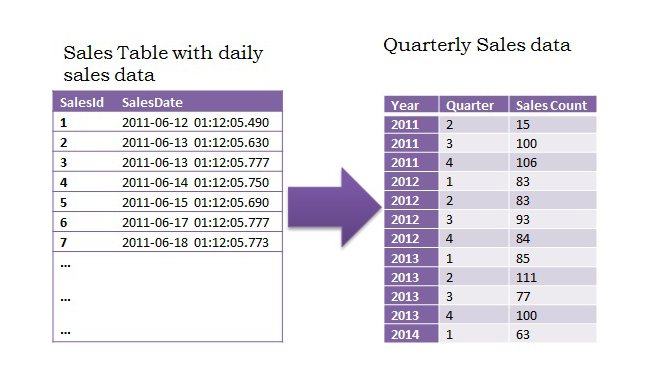 Sales Table with daily
sales data
SalesId SalesDate
1 2011-06-12 01:12:05.490
2 2011-06-13 01:12:05.630
3 2011-06-13 01:12:05.777
4 2011-06-14 01:12:05.750
5 2011-06-15 01:12:05.690
6 2011-06-17 01:12:05.777
7 2011-06-18 01:12:05.773
...
...
...
Quarterly Sales data
Year Quarter Sales Count
2011 2 15
2011 3 100
2011 4 106
2012 1 83
2012 2 83
2012 3 93
2012 4 84
2013 1 85
2013 2 111
2013 3 77
2013 4 100
2014 1 63